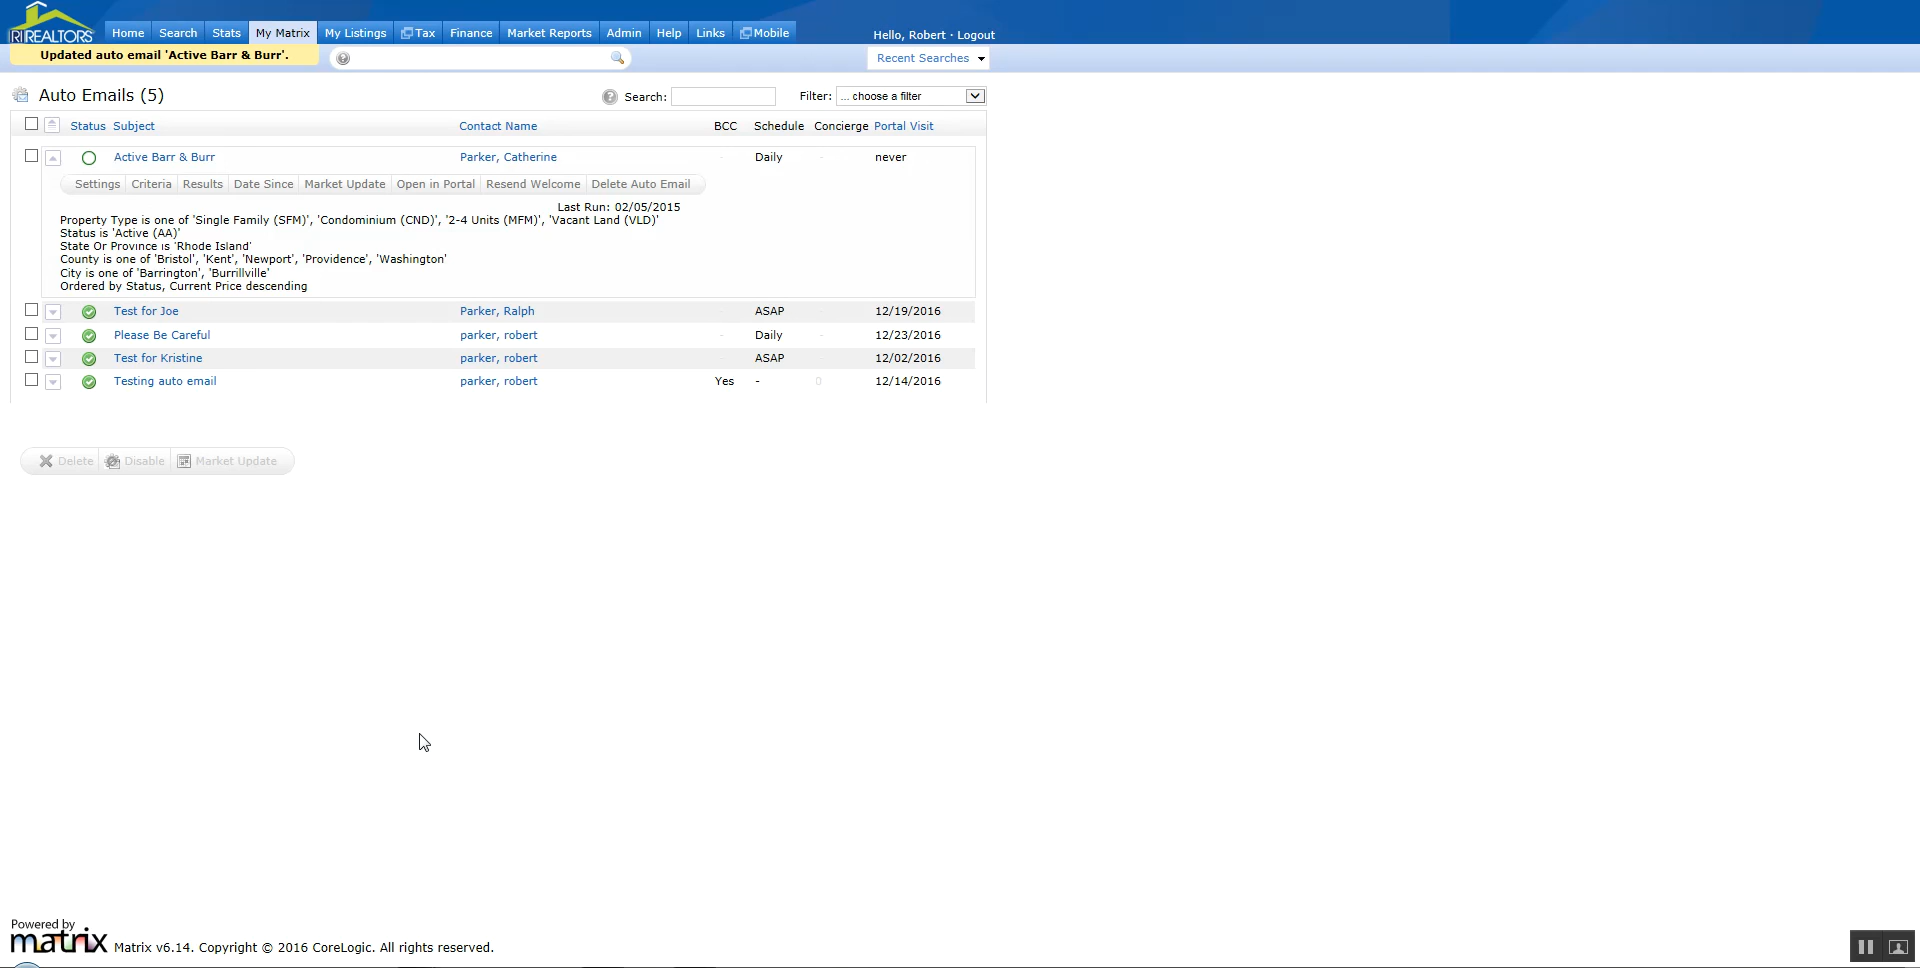 RIREALTORS
Home Search Stats My Matrix My Listings Tax Finance Market Reports Admin Help Links Mobile Hello, Robert · Logout
Updated auto email 'Active Barr & Burr'. Recent Searches
Auto Emails (5) Search: Filter: ... choose a filter
Status Subject Contact Name BCC Schedule Concierge Portal Visit
Active Barr & Burr Parker, Catherine - Daily - never
Settings Criteria Results Date Since Market Update Open in Portal Resend Welcome Delete Auto Email
Last Run: 02/05/2015
Property Type is one of 'Single Family (SFM)', 'Condominium (CND)', '2-4 Units (MFM)', 'Vacant Land (VLD)'
Status is 'Active (AA)'
State Or Province is 'Rhode Island'
County is one of 'Bristol', 'Kent', 'Newport', 'Providence', 'Washington'
City is one of 'Barrington', 'Burrillville'
Ordered by Status, Current Price descending
Test for Joe Parker, Ralph ASAP 12/19/2016
Please Be Careful parker, robert - Daily - 12/23/2016
Test for Kristine parker, robert ASAP 12/02/2016
Testing auto email parker, robert Yes - 0 12/14/2016
Delete Disable Market Update
Powered by
matrix Matrix v6.14. Copyright © 2016 CoreLogic. All rights reserved.